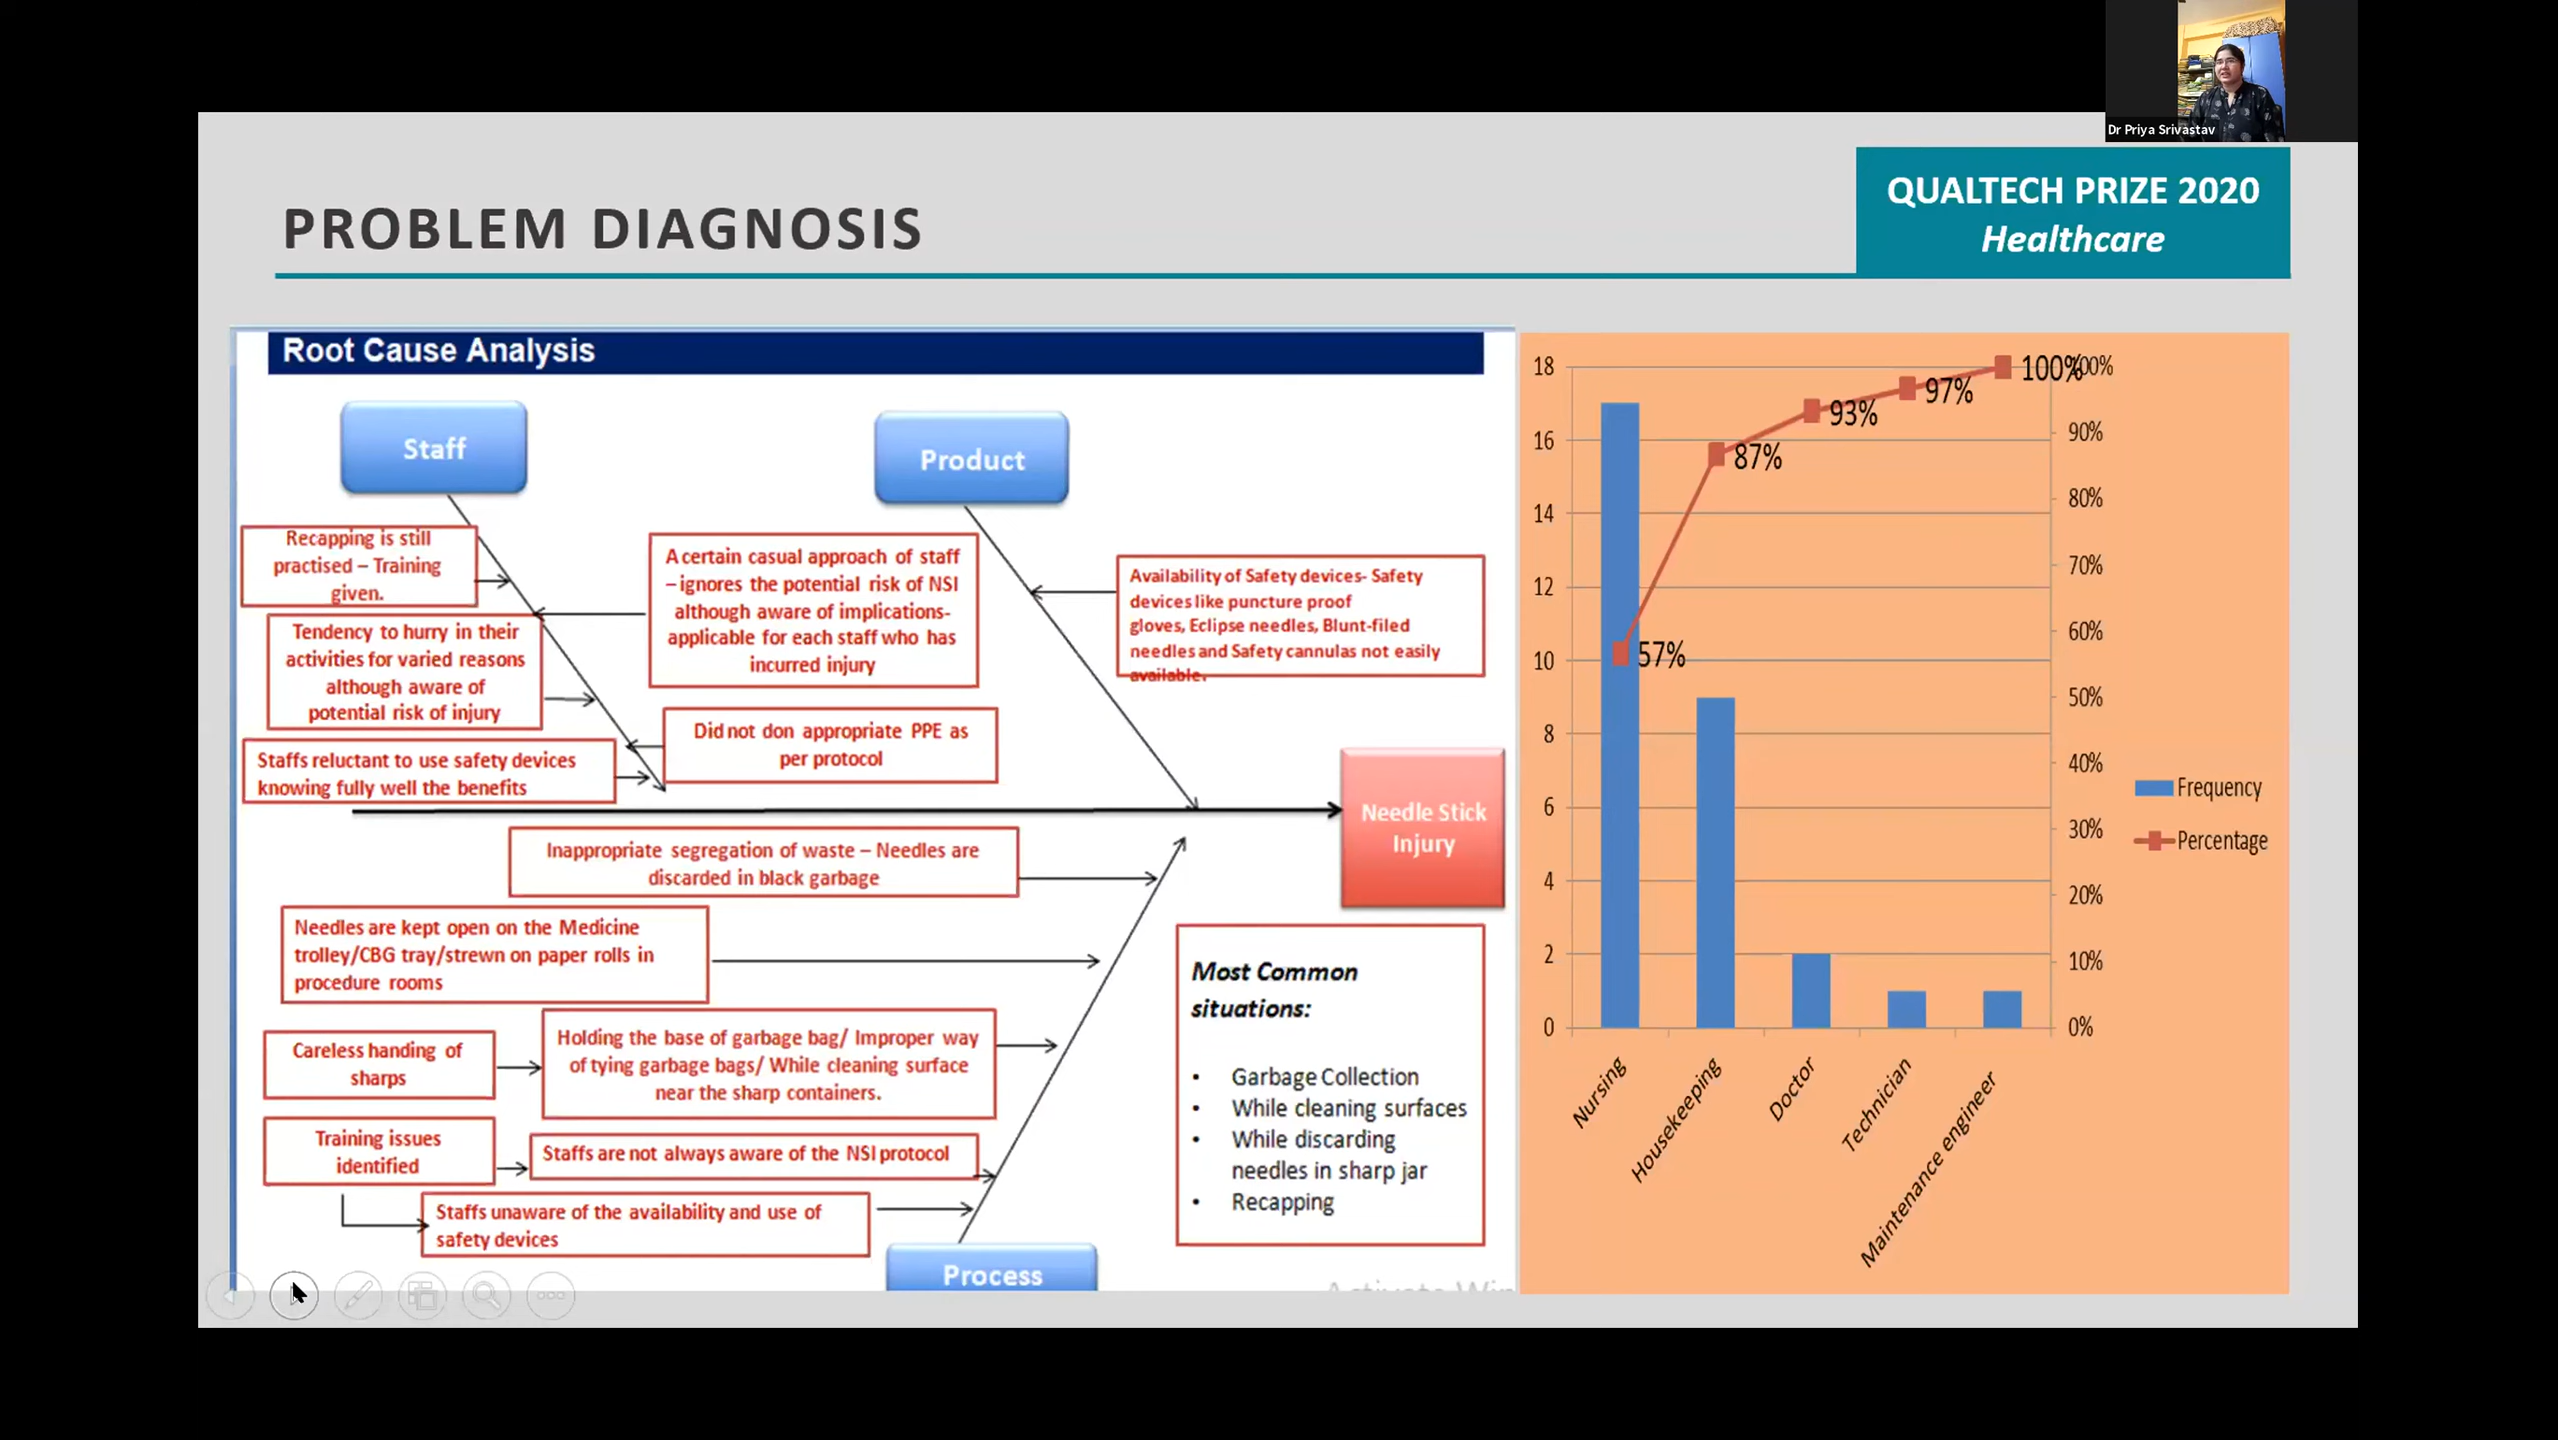 Dr Priya Srivastav
QUALTECH PRIZE 2020
Healthcare
PROBLEM DIAGNOSIS
Root Cause Analysis
Staff
Product
Recapping is still
practised – Training
given.
Tendency to hurry in their
activities for varied reasons
although aware of
potential risk of injury
Staffs reluctant to use safety devices
knowing fully well the benefits
A certain casual approach of staff
– ignores the potential risk of NSI
although aware of implications-
applicable for each staff who has
incurred injury
Did not don appropriate PPE as
per protocol
Availability of Safety devices- Safety
devices like puncture proof
gloves, Eclipse needles, Blunt-filed
needles and Safety cannulas not easily
available.
Needle Stick
Injury
Inappropriate segregation of waste – Needles are
discarded in black garbage
Needles are kept open on the Medicine
trolley/CBG tray/strewn on paper rolls in
procedure rooms
Careless handing of
sharps
Holding the base of garbage bag/ Improper way
of tying garbage bags/ While cleaning surface
near the sharp containers.
Training issues
identified
Staffs are not always aware of the NSI protocol
Staffs unaware of the availability and use of
safety devices
Process
Most Common
situations:
• Garbage Collection
• While cleaning surfaces
• While discarding
needles in sharp jar
• Recapping
18
16
14
12
10
8
6
4
2
0
57%
87%
93%
97%
100%
100%
90%
80%
70%
60%
50%
40%
30%
20%
10%
0%
Nursing
Housekeeping
Doctor
Technician
Maintenance engineer
Frequency
Percentage